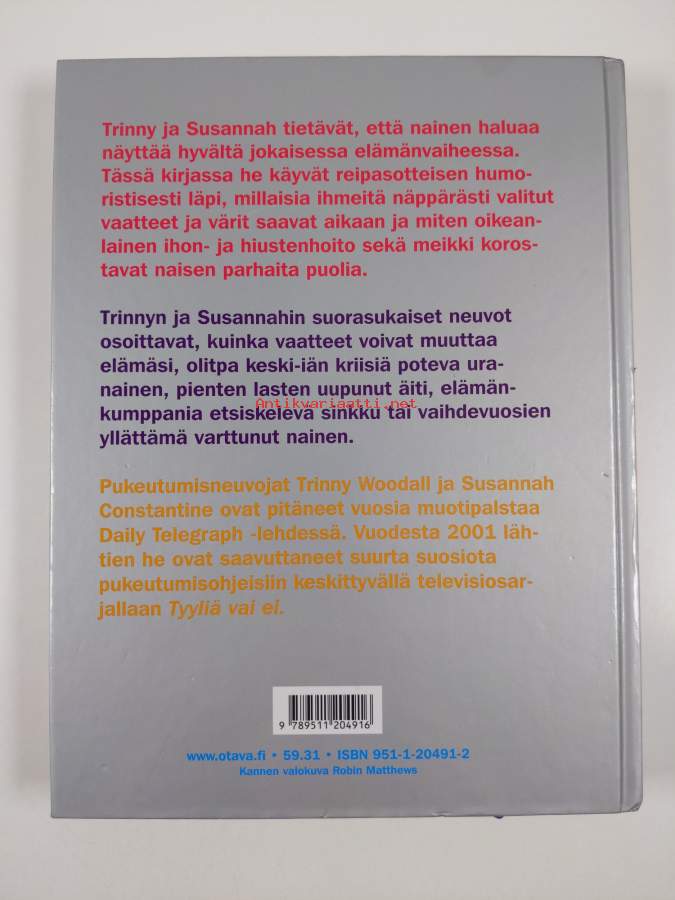 Trinny ja Susannah tietävät, että nainen haluaa
näyttää hyvältä jokaisessa elämänvaiheessa.
Tässä kirjassa he käyvät reipasotteisen humo-
ristisesti läpi, millaisia ihmeitä näppärästi valitut
vaatteet ja värit saavat aikaan ja miten oikean-
lainen ihon- ja hiustenhoito sekä meikki koros-
tavat naisen parhaita puolia.
Trinnyn ja Susannahin suorasukaiset neuvot
osoittavat, kuinka vaatteet voivat muuttaa
elämäsi, olitpa keski-iän kriisiä poteva ura-
nainen, pienten lasten uupunut äiti, elämän-
Antikvariaatti.net
kumppania etsiskelevä sinkku tai vaihdevuosien
yllättämä varttunut nainen.
Pukeutumisneuvojat Trinny Woodall ja Susannah
Constantine ovat pitäneet vuosia muotipalstaa
Daily Telegraph -lehdessä. Vuodesta 2001 läh-
tien he ovat saavuttaneet suurta suosiota
pukeutumisohjeisiin keskittyvällä televisiosar-
jallaan Tyyliä vai ei.
9 789511 204916
www.otava.fi • 59.31 • ISBN 951-1-20491-2
Kannen valokuva Robin Matthews